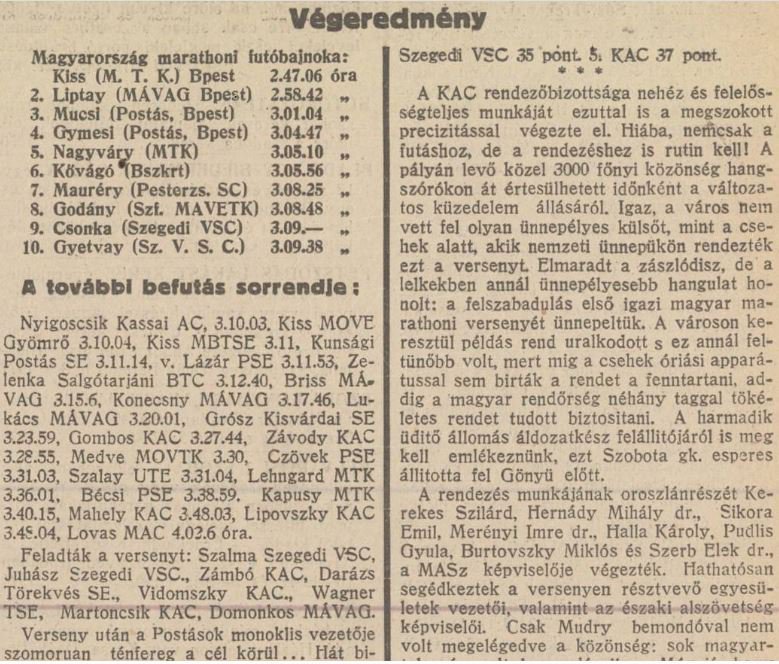 Végeredmény
Magyarország marathoni futóbajnoka:
Kiss (M. T. K.) Bpest 2.47.06 óra
2. Liptay (MÁVAG Bpest) 2.58.42 „
3. Mucsi (Postás, Bpest) 3.01.04 „
4. Gymesi (Postás, Bpest) 3.04.47 „
5. Nagyváry (MTK) 3.05.10 „
6. Kővágó (Bszkrt) 3.05.56 „
7. Mauréry (Pesterzs. SC) 3.08.25 „
8. Godány (Szf. MAVETK) 3.08.48 „
9. Csonka (Szegedi VSC) 3.09.— „
10. Gyetvay (Sz. V. S. C.) 3.09.38 „
A további befutás sorrendje:
Nyigoscsik Kassai AC, 3.10.03. Kiss MOVE
Gyömrő 3.10.04, Kiss MBTSE 3.11, Kunsági
Postás SE 3.11.14, v. Lázár PSE 3.11.53, Ze-
lenka Salgótarjáni BTC 3.12.40, Briss MÁ-
VAG 3.15.6, Konecsny MÁVAG 3.17.46, Lu-
kács MÁVAG 3.20.01, Grósz Kisvárdai SE
3.23.59, Gombos KAC 3.27.44, Závody KAC
3.28.55, Medve MOVTK 3.30, Czövek PSE
3.31.03, Szalay UTE 3.31.04, Lehngard MTK
3.36.01, Bécsi PSE 3.38.59, Kapusy MTK
3.40.15, Mahely KAC 3.48.03, Lipovszky KAC
3.45.04, Lovas MAC 4.02.6 óra.
Feladták a versenyt: Szalma Szegedi VSC,
Juhász Szegedi VSC., Zámbó KAC, Darázs
Törekvés SE., Vidomszky KAC., Wagner
TSE, Martoncsik KAC, Domonkos MÁVAG.
Verseny után a Postások monoklis vezetője
szomoruan ténfereg a cél körül... Hát bi-
Szegedi VSC 35 pont. 5. KAC 37 pont.
* * *
A KAC rendezőbizottsága nehéz és felelős-
ségteljes munkáját ezuttal is a megszokott
precizitással végezte el. Hiába, nemcsak a
futáshoz, de a rendezéshez is rutin kell! A
pályán levő közel 3000 főnyi közönség hang-
szórókon át értesülhetett időnként a változa-
tos küzedelem állásáról. Igaz, a város nem
vett fel olyan ünnepélyes külsőt, mint a cse-
hek alatt, akik nemzeti ünnepükön rendezték
ezt a versenyt. Elmaradt a zászlódisz, de a
lelkekben annál ünnepélyesebb hangulat ho-
nolt: a felszabadulás első igazi magyar ma-
rathoni versenyét ünnepeltük. A városon ke-
resztül példás rend uralkodott s ez annál fel-
tünőbb volt, mert mig a csehek óriási appará-
tussal sem birták a rendet a fenntartani, ad-
dig a magyar rendőrség néhány taggal töké-
letes rendet tudott biztositani. A harmadik
üditő állomás áldozatkész felállitójáról is meg
kell emlékeznünk, ezt Szobota gk. esperes
állitotta fel Gönyü előtt.
A rendezés munkájának oroszlánrészét Ke-
rekes Szilárd, Hernády Mihály dr., Sikora
Emil, Merényi Imre dr., Halla Károly, Pudlis
Gyula, Burtovszky Miklós és Szerb Elek dr.,
a MASz képviselője végezték. Hathatósan
segédkeztek a versenyen résztvevő egyesü-
letek vezetői, valamint az északi alszövetség
képviselői. Csak Mudry bemondóval nem
volt megelégedve a közönség: sok magyar-